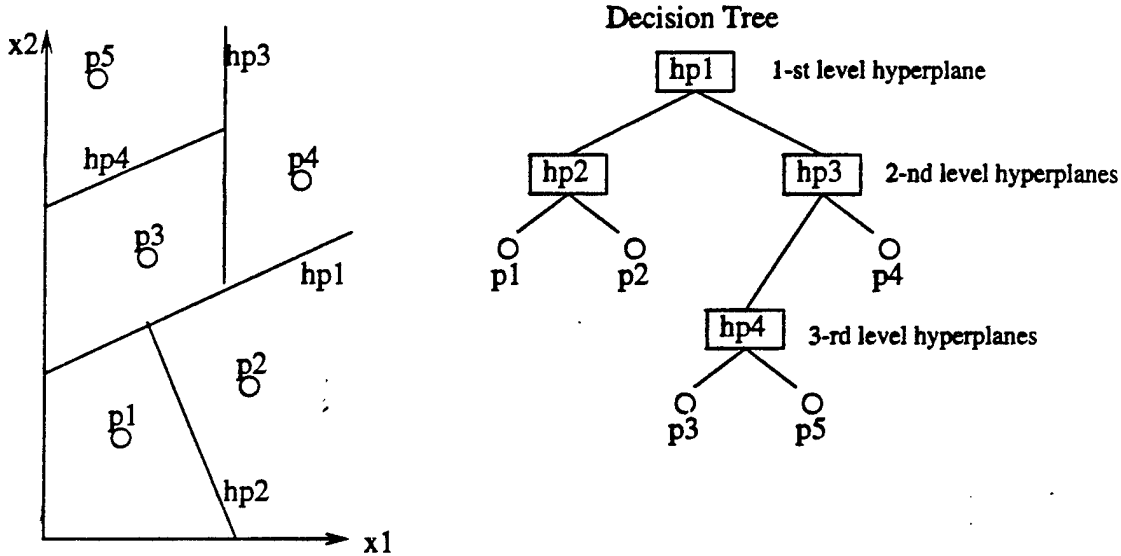 x2
p5
hp3
hp4
p4
p3
hp1
p2
p1
hp2
x1
Decision Tree
hp1
1-st level hyperplane
hp2
hp3
2-nd level hyperplanes
p1
p2
p4
hp4
3-rd level hyperplanes
p3
p5